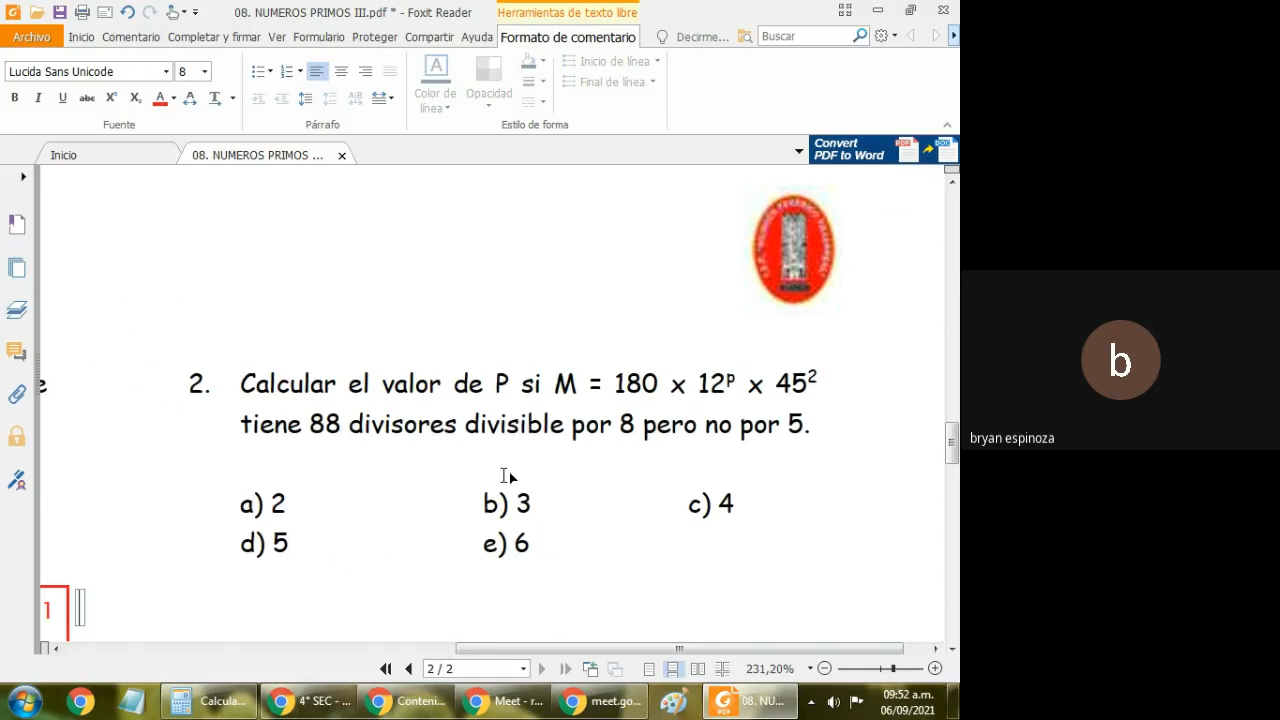 08. NUMEROS PRIMOS III.pdf * - Foxit Reader
Herramientas de texto libre
Archivo Inicio Comentario Completar y firmar Ver Formulario Proteger Compartir Ayuda Formato de comentario Decirme... Buscar
Lucida Sans Unicode 8
Color de línea
Opacidad
Inicio de línea
Final de línea
Fuente Párrafo Estilo de forma
Inicio
08. NUMEROS PRIMOS ...
Convert
PDF to Word
e
2. Calcular el valor de P si M = 180 x 12ᵖ x 45²
tiene 88 divisores divisible por 8 pero no por 5.
a) 2 b) 3 c) 4
d) 5 e) 6
1
b
bryan espinoza
2 / 2
231,20%
Calcula...
4° SEC - ...
Conteni...
Meet - r...
meet.go...
08. NU...
09:52 a.m.
06/09/2021